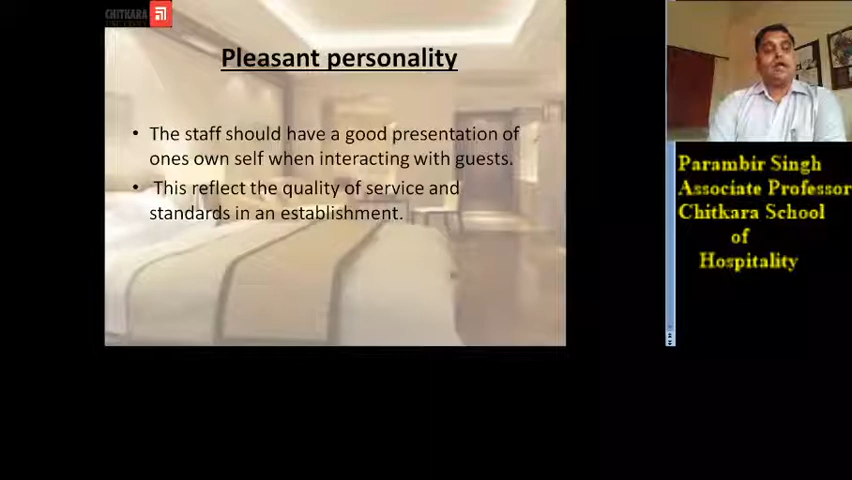 CHITKARA
UNIVERSITY
Pleasant personality
• The staff should have a good presentation of
ones own self when interacting with guests.
• This reflect the quality of service and
standards in an establishment.
Parambir Singh
Associate Professor
Chitkara School
of
Hospitality